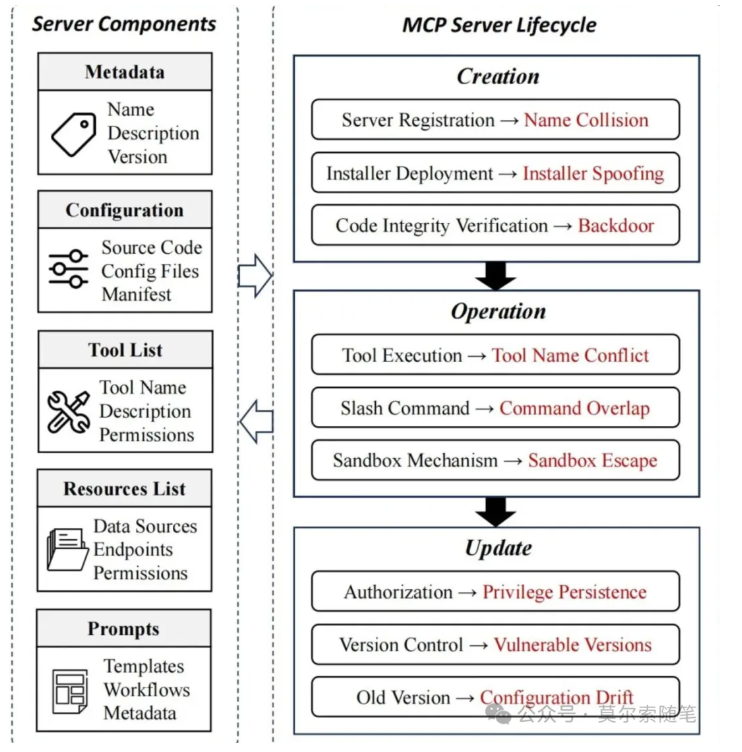 Server Components
Metadata
Name
Description
Version
Configuration
Source Code
Config Files
Manifest
Tool List
Tool Name
Description
Permissions
Resources List
Data Sources
Endpoints
Permissions
Prompts
Templates
Workflows
Metadata
MCP Server Lifecycle
Creation
Server Registration → Name Collision
Installer Deployment → Installer Spoofing
Code Integrity Verification → Backdoor
Operation
Tool Execution → Tool Name Conflict
Slash Command → Command Overlap
Sandbox Mechanism → Sandbox Escape
Update
Authorization → Privilege Persistence
Version Control → Vulnerable Versions
Old Version → Configuration Drift
公众号 · 莫尔索随笔